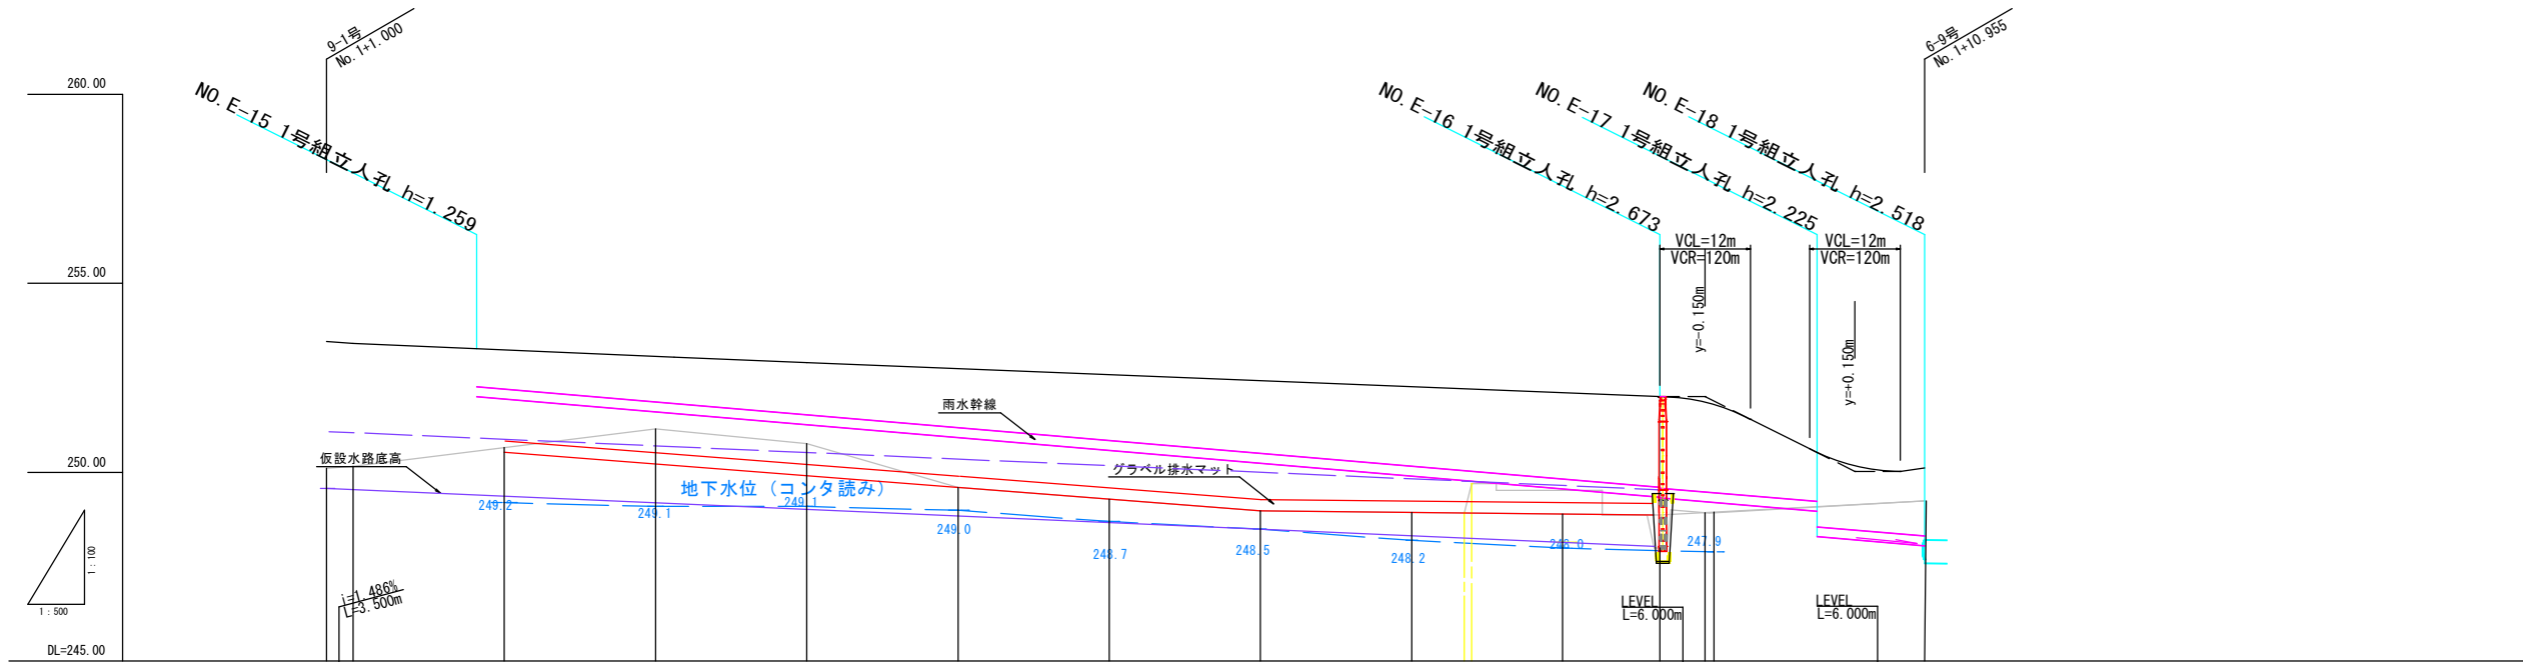 9-1号
No.1+1.000
6-9号
No.1+10.955
260.00
NO.E-15 1号組立人孔 h=1.259
NO.E-16 1号組立人孔 h=2.673
NO.E-17 1号組立人孔 h=2.225
NO.E-18 1号組立人孔 h=2.518
VCL=12m
VCR=120m
VCL=12m
VCR=120m
255.00
y=-0.150m
y=+0.150m
雨水幹線
250.00
仮設水路底高
グラベル排水マット
地下水位(コンタ読み)
249.2
249.1
249.1
249.0
248.7
248.5
248.2
248.0
247.9
1:100
1:500
i=1.486%
L=3.500m
LEVEL
L=6.000m
LEVEL
L=6.000m
DL=245.00